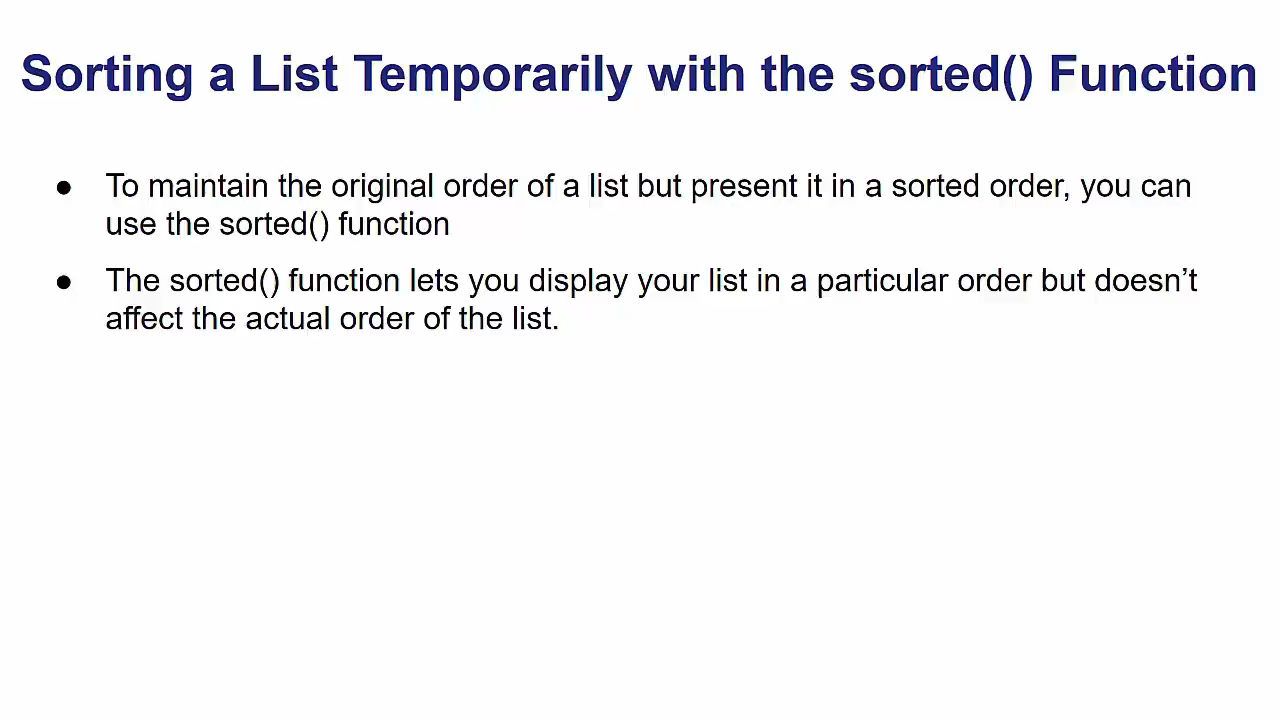 Sorting a List Temporarily with the sorted() Function
● To maintain the original order of a list but present it in a sorted order, you can
use the sorted() function
● The sorted() function lets you display your list in a particular order but doesn’t
affect the actual order of the list.